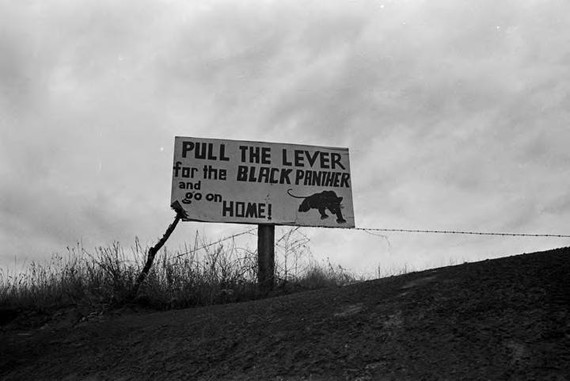 PULL THE LEVER
for the BLACK PANTHER
and
go on
HOME!